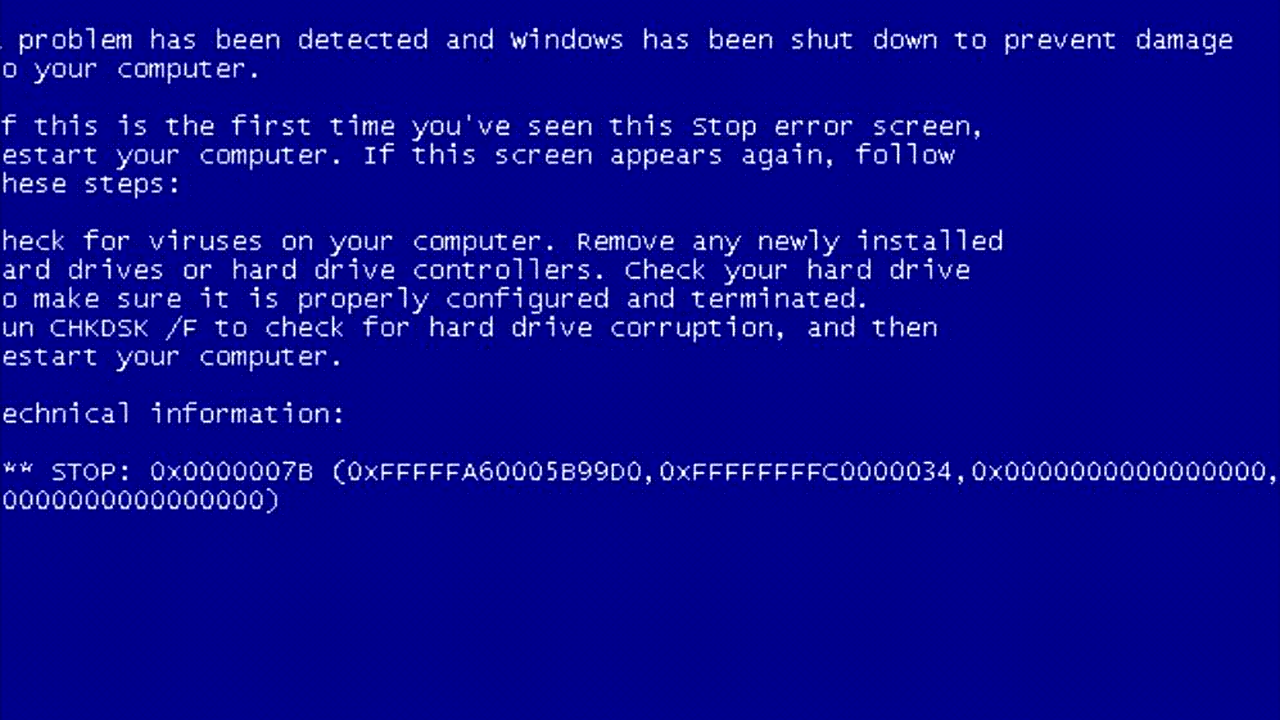 problem has been detected and Windows has been shut down to prevent damage
o your computer.
f this is the first time you've seen this Stop error screen,
estart your computer. If this screen appears again, follow
hese steps:
heck for viruses on your computer. Remove any newly installed
ard drives or hard drive controllers. Check your hard drive
o make sure it is properly configured and terminated.
un CHKDSK /F to check for hard drive corruption, and then
estart your computer.
echnical information:
** STOP: 0x0000007B (0xFFFFFA60005B99D0,0xFFFFFFFFC0000034,0x0000000000000000,
0000000000000000)